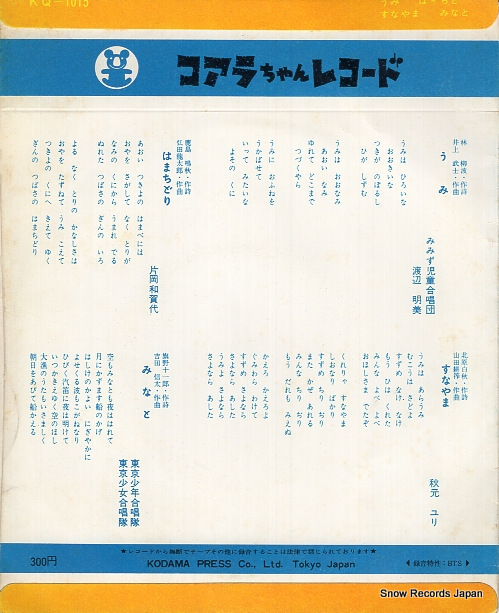 KQ-1015
すなやま みなと
コアラちゃんレコード
うみ
林 柳波・作詩
井上 武士・作曲
うみは ひろいな
おおきいな
つきが のぼるし
ひが しずむ
うみは おおなみ
あおい なみ
ゆれて どこまで
つづくやら
うみに おふねを
うかばせて
いって みたいな
よその くに
みみず児童合唱団
渡辺 明美
はまちどり
鹿島 鳴秋・作詩
弘田龍太郎・作曲
あおい つきよの はまべには
おやを さがして なく とりが
なみの くにから うまれ でる
ぬれた つばさの ぎんの いろ
よる なく とりの かなしさは
おやを たずねて うみ こえて
つきよの くにへ きえて ゆく
ぎんの つばさの はまちどり
片岡和賀代
すなやま
北原白秋・作詩
山田耕筰・作曲
うみは あらうみ
むこうは さどよ
すずめ なけ なけ
もう ひは くれた
みんな よべ よべ
おほしさま でたぞ
くれりゃ すなやま
しおなり ばかり
すずめ ちり ぢり
また かぜ あれる
みんな ちり ぢり
もう だれも みえぬ
かえろ かえろよ
ぐみわら わけて
すずめ さよなら
さよなら あした
うみよ さよなら
さよなら あした
秋元 ユリ
みなと
旗野十一郎・作詩
吉田 信太・作曲
空もみなとも夜ははれて
月にかずます船のかげ
はしけのかよい にぎやかに
よせくる波もこがねなり
ひびく汽笛に夜は明けて
いつかきえゆく空のほし
大漁のうたもいさましく
朝日をあびて船かえる
東京少年合唱隊
東京少女合唱隊
300円
★レコードから無断でテープその他に録音することは法律で禁じられております★
KODAMA PRESS Co., Ltd. Tokyo Japan
◀録音特性：BTS▶
Snow Records Japan(c)